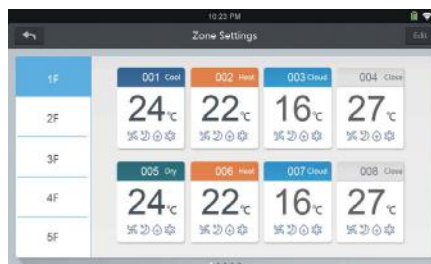 10:23 PM
Zone Settings
Edit
1F
2F
3F
4F
5F
001 Cool
002 Heat
003 Cloud
004 Close
24°C
22°C
16°C
27°C
005 Dry
006 Heat
007 Cloud
008 Close
24°C
22°C
16°C
27°C